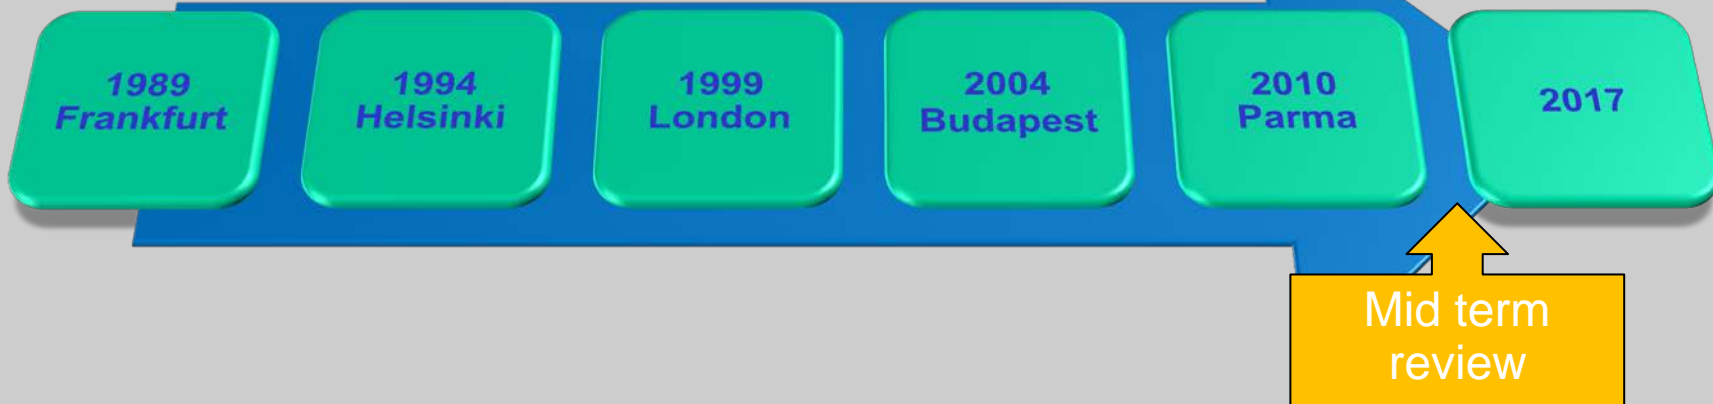 1989
Frankfurt
1994
Helsinki
1999
London
2004
Budapest
2010
Parma
2017
Mid term
review